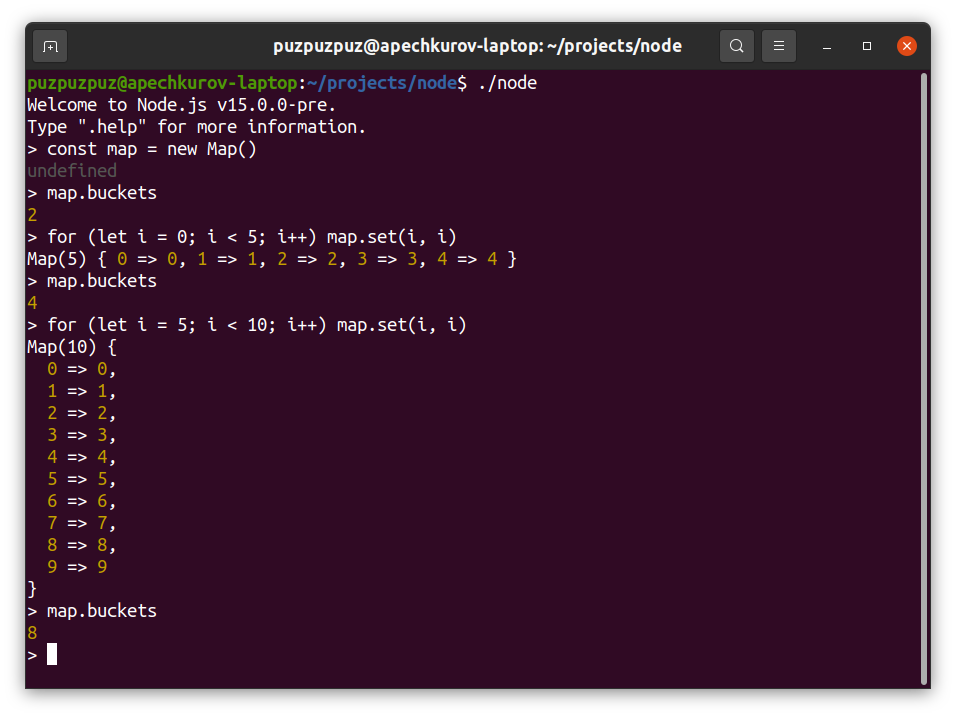 puzpuzpuz@apechkurov-laptop: ~/projects/node
puzpuzpuz@apechkurov-laptop:~/projects/node$ ./node
Welcome to Node.js v15.0.0-pre.
Type ".help" for more information.
> const map = new Map()
undefined
> map.buckets
2
> for (let i = 0; i < 5; i++) map.set(i, i)
Map(5) { 0 => 0, 1 => 1, 2 => 2, 3 => 3, 4 => 4 }
> map.buckets
4
> for (let i = 5; i < 10; i++) map.set(i, i)
Map(10) {
  0 => 0,
  1 => 1,
  2 => 2,
  3 => 3,
  4 => 4,
  5 => 5,
  6 => 6,
  7 => 7,
  8 => 8,
  9 => 9
}
> map.buckets
8
>